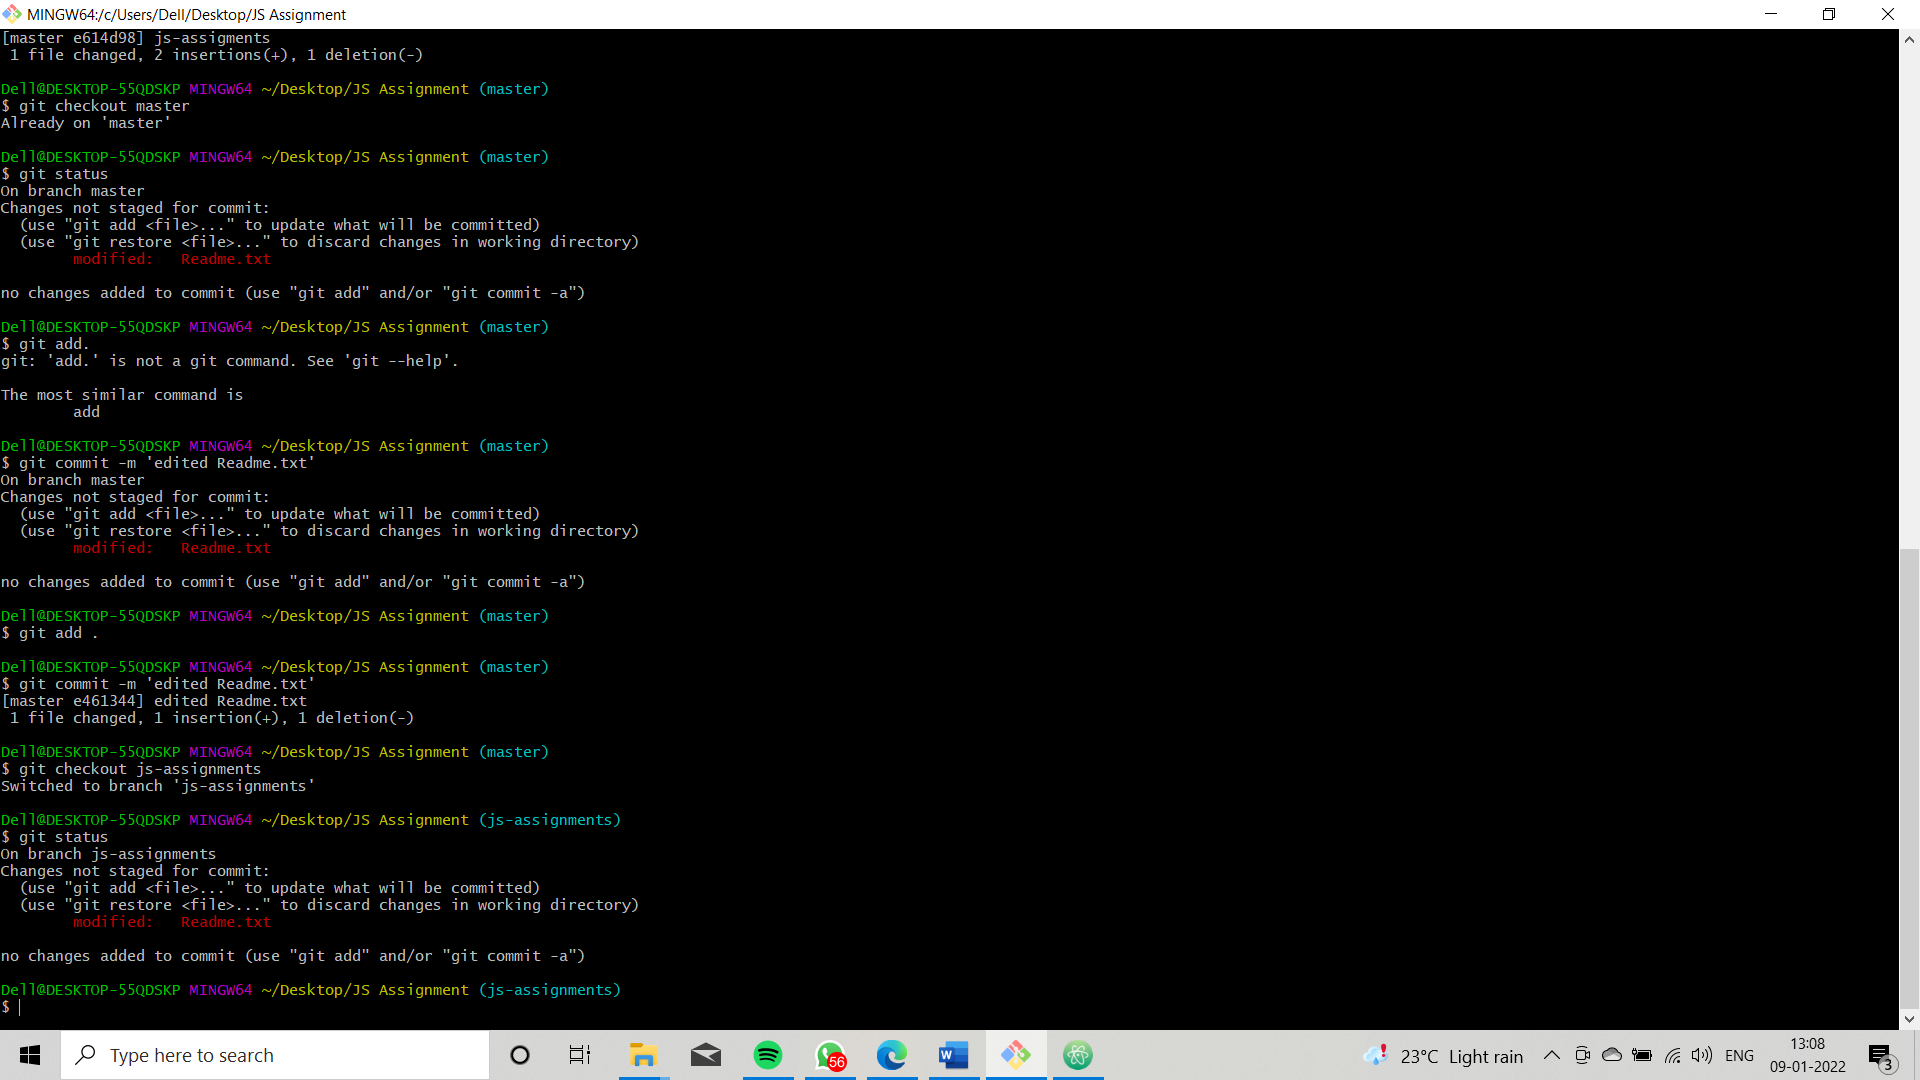 MINGW64:/c/Users/Dell/Desktop/JS Assignment
[master e614d98] js-assigments
 1 file changed, 2 insertions(+), 1 deletion(-)
Dell@DESKTOP-55QDSKP MINGW64 ~/Desktop/JS Assignment (master)
$ git checkout master
Already on 'master'
Dell@DESKTOP-55QDSKP MINGW64 ~/Desktop/JS Assignment (master)
$ git status
On branch master
Changes not staged for commit:
  (use "git add <file>..." to update what will be committed)
  (use "git restore <file>..." to discard changes in working directory)
        modified:   Readme.txt
no changes added to commit (use "git add" and/or "git commit -a")
Dell@DESKTOP-55QDSKP MINGW64 ~/Desktop/JS Assignment (master)
$ git add.
git: 'add.' is not a git command. See 'git --help'.
The most similar command is
        add
Dell@DESKTOP-55QDSKP MINGW64 ~/Desktop/JS Assignment (master)
$ git commit -m 'edited Readme.txt'
On branch master
Changes not staged for commit:
  (use "git add <file>..." to update what will be committed)
  (use "git restore <file>..." to discard changes in working directory)
        modified:   Readme.txt
no changes added to commit (use "git add" and/or "git commit -a")
Dell@DESKTOP-55QDSKP MINGW64 ~/Desktop/JS Assignment (master)
$ git add .
Dell@DESKTOP-55QDSKP MINGW64 ~/Desktop/JS Assignment (master)
$ git commit -m 'edited Readme.txt'
[master e461344] edited Readme.txt
 1 file changed, 1 insertion(+), 1 deletion(-)
Dell@DESKTOP-55QDSKP MINGW64 ~/Desktop/JS Assignment (master)
$ git checkout js-assignments
Switched to branch 'js-assignments'
Dell@DESKTOP-55QDSKP MINGW64 ~/Desktop/JS Assignment (js-assignments)
$ git status
On branch js-assignments
Changes not staged for commit:
  (use "git add <file>..." to update what will be committed)
  (use "git restore <file>..." to discard changes in working directory)
        modified:   Readme.txt
no changes added to commit (use "git add" and/or "git commit -a")
Dell@DESKTOP-55QDSKP MINGW64 ~/Desktop/JS Assignment (js-assignments)
$
Type here to search
56
W
23°C Light rain
ENG
13:08
09-01-2022
3